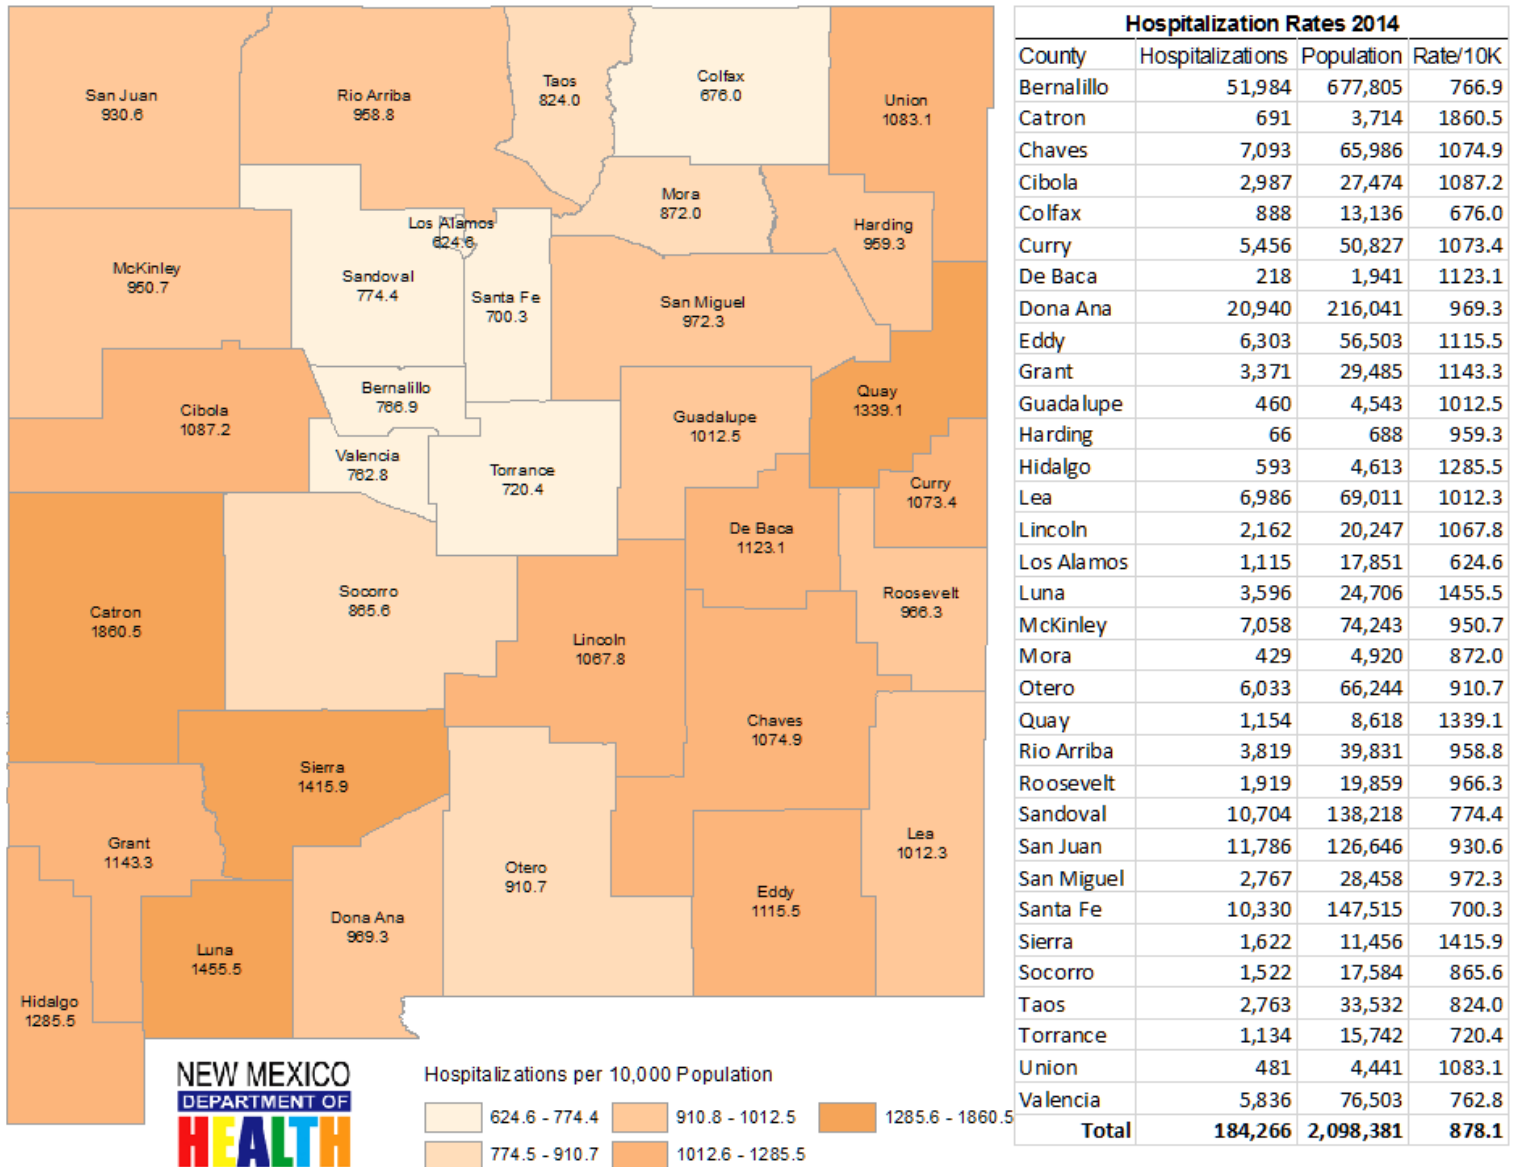 San Juan
930.6
Rio Arriba
958.8
Taos
824.0
Colfax
676.0
Union
1083.1
Mora
872.0
Harding
959.3
Los Alamos
624.6
McKinley
950.7
Sandoval
774.4
Santa Fe
700.3
San Miguel
972.3
Bernalillo
766.9
Cibola
1087.2
Guadalupe
1012.5
Quay
1339.1
Valencia
762.8
Torrance
720.4
Curry
1073.4
De Baca
1123.1
Catron
1860.5
Socorro
865.6
Roosevelt
966.3
Lincoln
1067.8
Chaves
1074.9
Sierra
1415.9
Grant
1143.3
Otero
910.7
Lea
1012.3
Eddy
1115.5
Dona Ana
969.3
Luna
1455.5
Hidalgo
1285.5
NEW MEXICO
DEPARTMENT OF
HEALTH
Hospitalizations per 10,000 Population
624.6 - 774.4
910.8 - 1012.5
1285.6 - 1860.5
774.5 - 910.7
1012.6 - 1285.5
Hospitalization Rates 2014
County Hospitalizations Population Rate/10K
Bernalillo 51,984 677,805 766.9
Catron 691 3,714 1860.5
Chaves 7,093 65,986 1074.9
Cibola 2,987 27,474 1087.2
Colfax 888 13,136 676.0
Curry 5,456 50,827 1073.4
De Baca 218 1,941 1123.1
Dona Ana 20,940 216,041 969.3
Eddy 6,303 56,503 1115.5
Grant 3,371 29,485 1143.3
Guadalupe 460 4,543 1012.5
Harding 66 688 959.3
Hidalgo 593 4,613 1285.5
Lea 6,986 69,011 1012.3
Lincoln 2,162 20,247 1067.8
Los Alamos 1,115 17,851 624.6
Luna 3,596 24,706 1455.5
McKinley 7,058 74,243 950.7
Mora 429 4,920 872.0
Otero 6,033 66,244 910.7
Quay 1,154 8,618 1339.1
Rio Arriba 3,819 39,831 958.8
Roosevelt 1,919 19,859 966.3
Sandoval 10,704 138,218 774.4
San Juan 11,786 126,646 930.6
San Miguel 2,767 28,458 972.3
Santa Fe 10,330 147,515 700.3
Sierra 1,622 11,456 1415.9
Socorro 1,522 17,584 865.6
Taos 2,763 33,532 824.0
Torrance 1,134 15,742 720.4
Union 481 4,441 1083.1
Valencia 5,836 76,503 762.8
Total 184,266 2,098,381 878.1